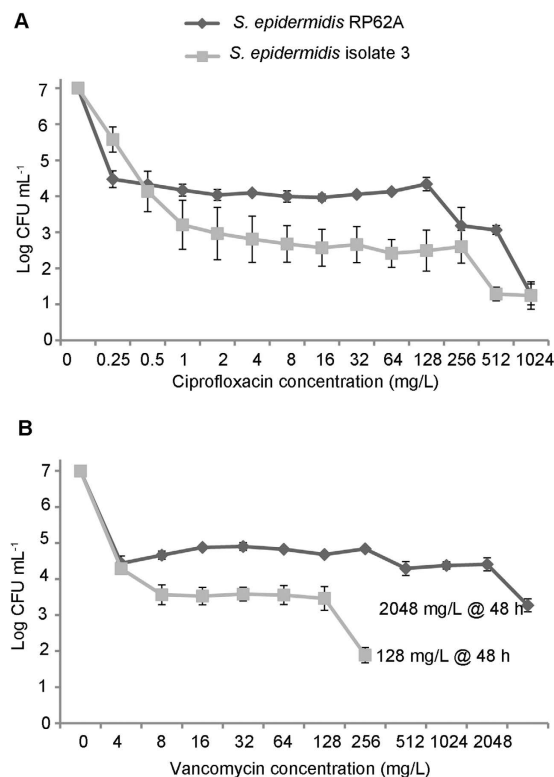 A
S. epidermidis RP62A
S. epidermidis isolate 3
7
6
5
4
3
2
1
0
Log CFU mL-1
0 0.25 0.5 1 2 4 8 16 32 64 128 256 512 1024
Ciprofloxacin concentration (mg/L)
B
7
6
5
4
3
2
1
0
Log CFU mL-1
2048 mg/L @ 48 h
128 mg/L @ 48 h
0 4 8 16 32 64 128 256 512 1024 2048
Vancomycin concentration (mg/L)